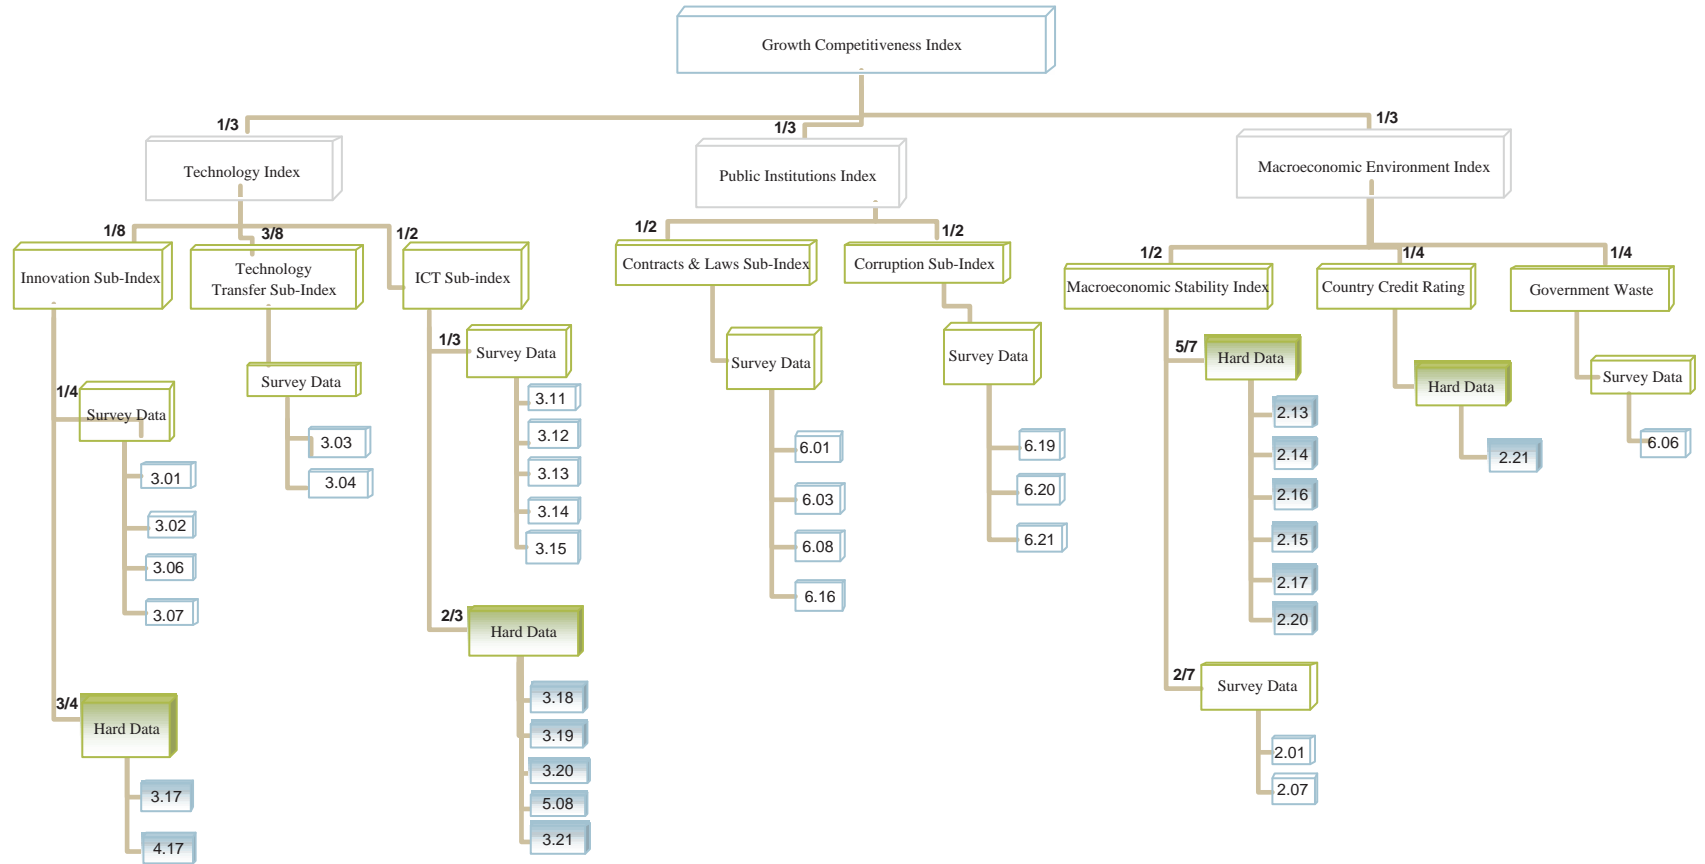 Growth Competitiveness Index
1/3
1/3
1/3
Technology Index
Public Institutions Index
Macroeconomic Environment Index
1/8
3/8
1/2
1/2
1/2
1/2
1/4
1/4
Innovation Sub-Index
Technology
Transfer Sub-Index
ICT Sub-index
Contracts & Laws Sub-Index
Corruption Sub-Index
Macroeconomic Stability Index
Country Credit Rating
Government Waste
1/4
Survey Data
3.01
3.02
3.06
3.07
3/4
Hard Data
3.17
4.17
Survey Data
3.03
3.04
1/3
Survey Data
3.11
3.12
3.13
3.14
3.15
2/3
Hard Data
3.18
3.19
3.20
5.08
3.21
Survey Data
6.01
6.03
6.08
6.16
Survey Data
6.19
6.20
6.21
5/7
Hard Data
2.13
2.14
2.16
2.15
2.17
2.20
2/7
Survey Data
2.01
2.07
Hard Data
2.21
Survey Data
6.06